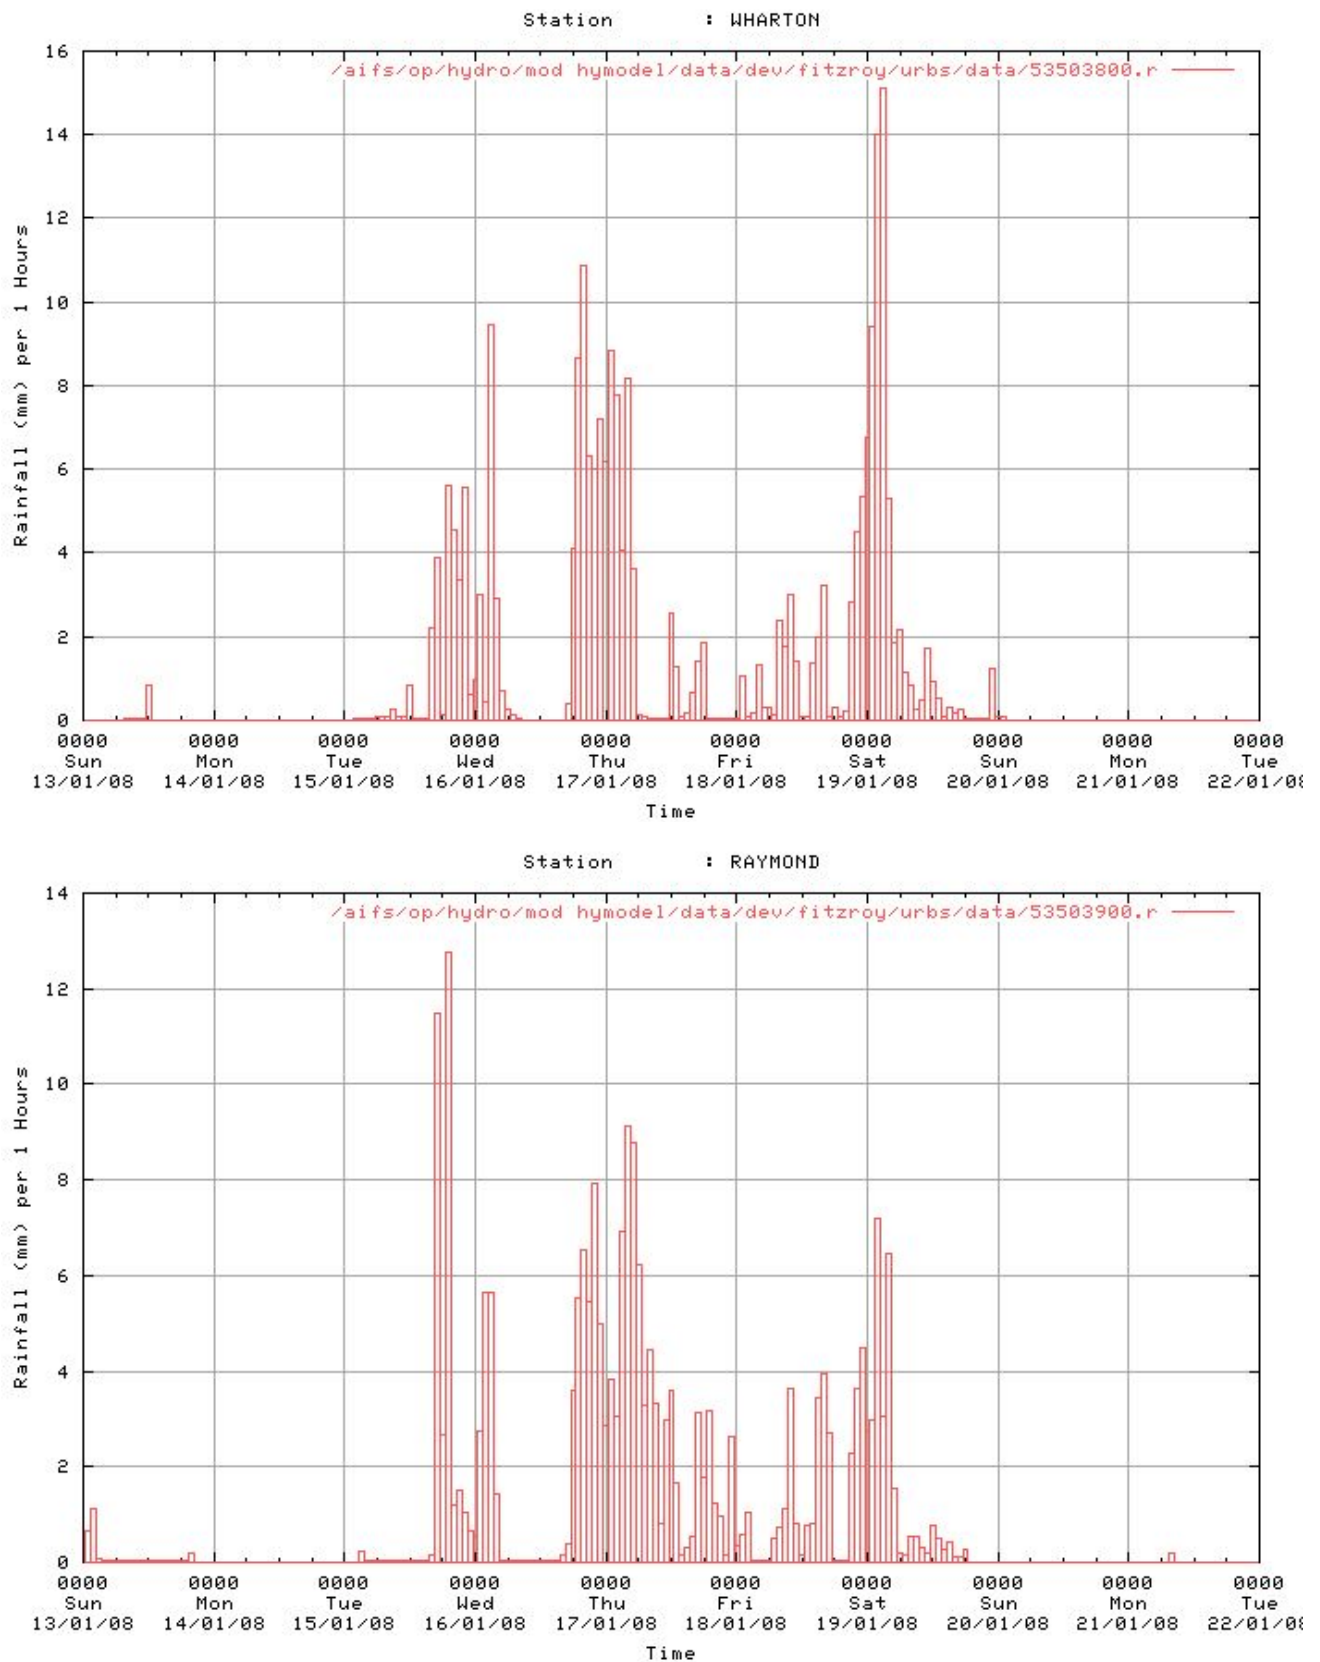 Station : WHARTON
/aifs/op/hydro/mod hymodel/data/dev/fitzroy/urbs/data/53503800.r
16
14
12
10
8
6
4
2
0
Rainfall (mm) per 1 Hours
0000 0000 0000 0000 0000 0000 0000 0000 0000 0000
Sun Mon Tue Wed Thu Fri Sat Sun Mon Tue
13/01/08 14/01/08 15/01/08 16/01/08 17/01/08 18/01/08 19/01/08 20/01/08 21/01/08 22/01/08
Time
Station : RAYMOND
/aifs/op/hydro/mod hymodel/data/dev/fitzroy/urbs/data/53503900.r
14
12
10
8
6
4
2
0
Rainfall (mm) per 1 Hours
0000 0000 0000 0000 0000 0000 0000 0000 0000 0000
Sun Mon Tue Wed Thu Fri Sat Sun Mon Tue
13/01/08 14/01/08 15/01/08 16/01/08 17/01/08 18/01/08 19/01/08 20/01/08 21/01/08 22/01/08
Time